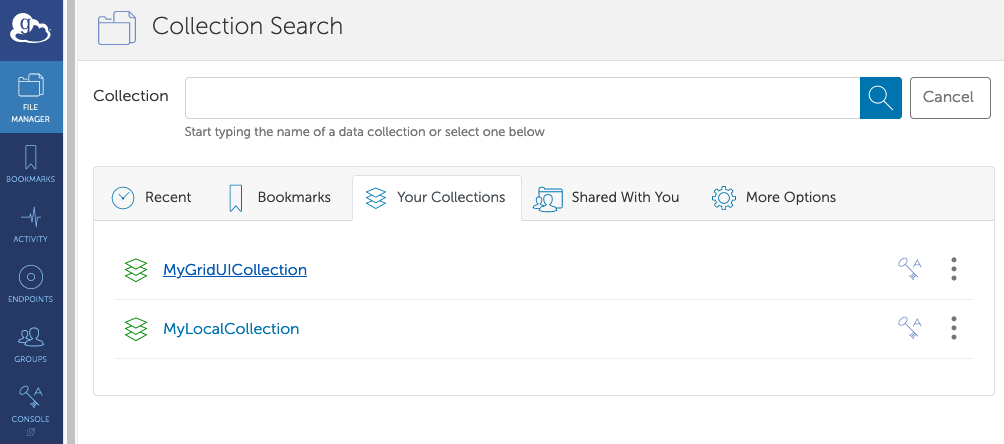 g
Collection Search
FILE
MANAGER
BOOKMARKS
ACTIVITY
ENDPOINTS
GROUPS
CONSOLE
Collection
Cancel
Start typing the name of a data collection or select one below
Recent
Bookmarks
Your Collections
Shared With You
More Options
MyGridUICollection
MyLocalCollection